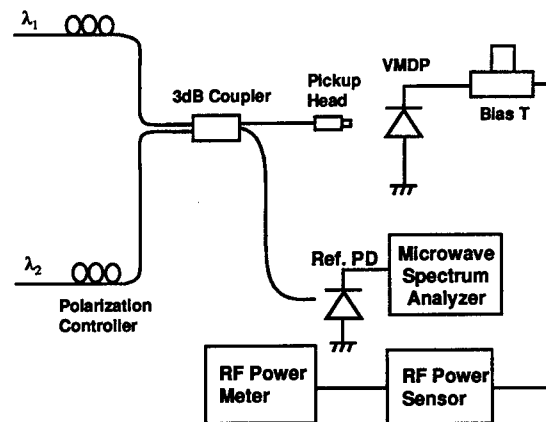 λ1
3dB Coupler
Pickup
Head
VMDP
Bias T
λ2
Polarization
Controller
Ref. PD
Microwave
Spectrum
Analyzer
RF Power
Meter
RF Power
Sensor